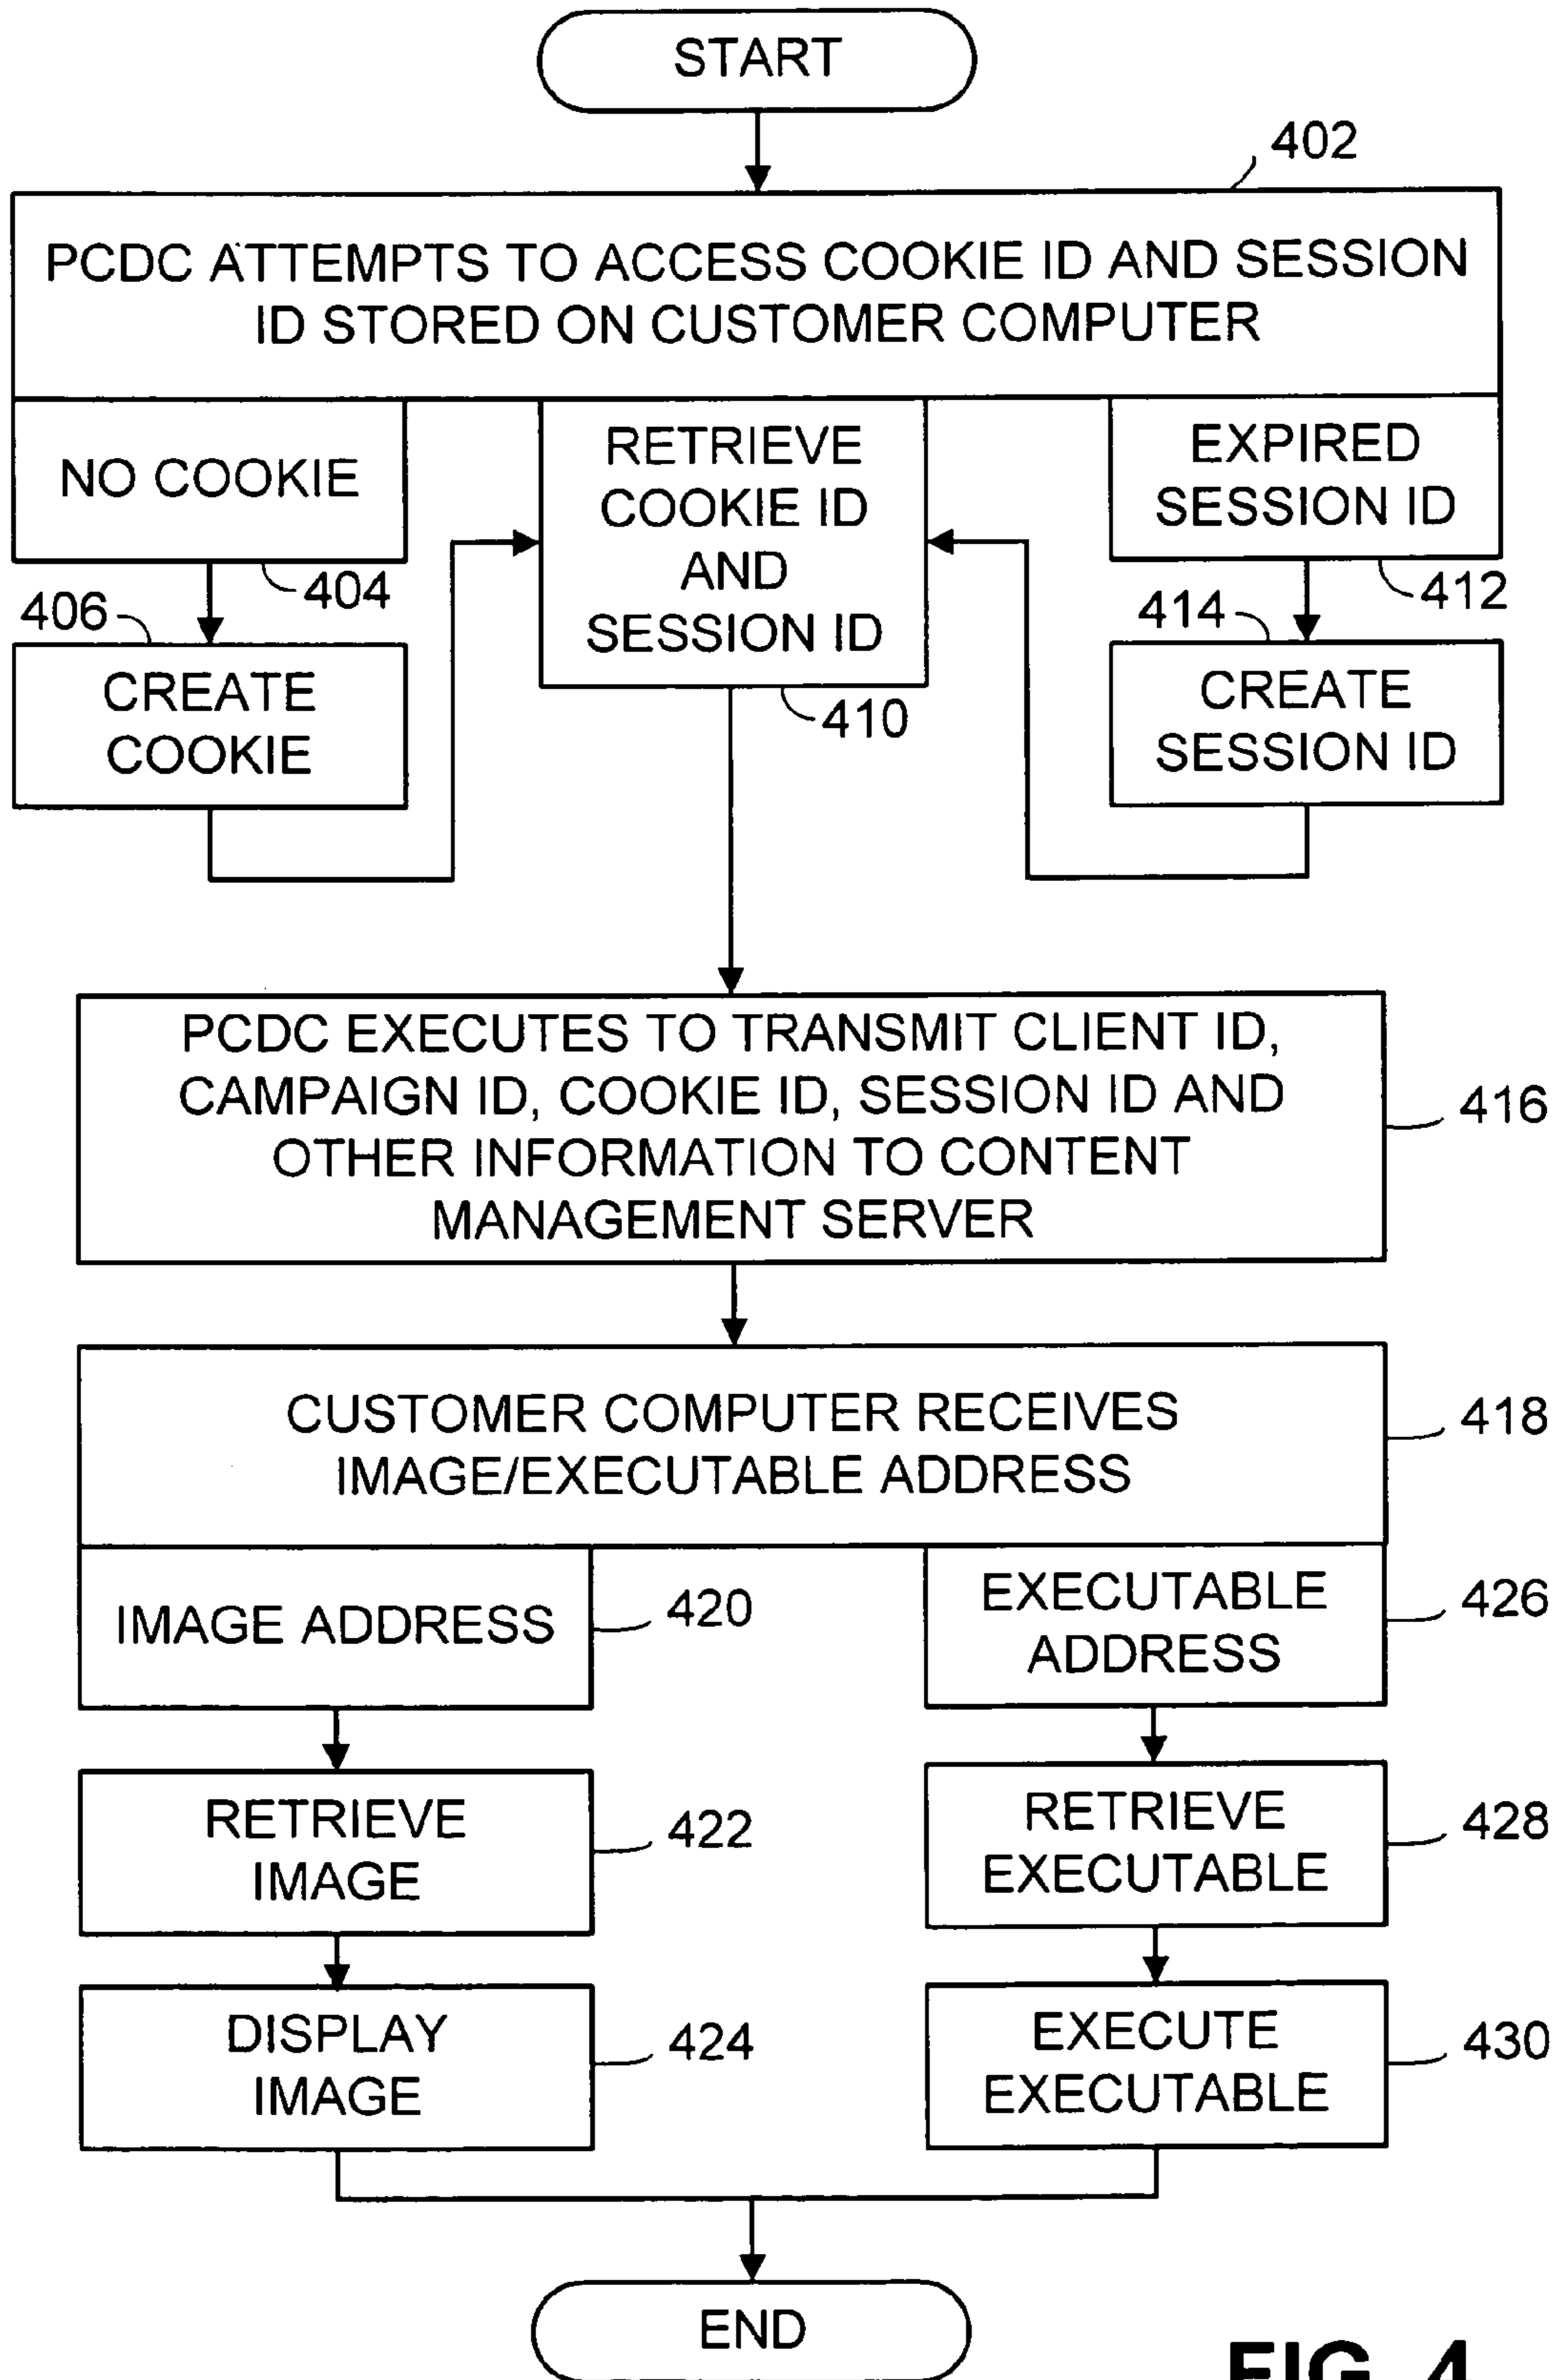 START
402
PCDC ATTEMPTS TO ACCESS COOKIE ID AND SESSION
ID STORED ON CUSTOMER COMPUTER
NO COOKIE
404
406
CREATE
COOKIE
RETRIEVE
COOKIE ID
AND
SESSION ID
410
EXPIRED
SESSION ID
412
414
CREATE
SESSION ID
PCDC EXECUTES TO TRANSMIT CLIENT ID,
CAMPAIGN ID, COOKIE ID, SESSION ID AND
OTHER INFORMATION TO CONTENT
MANAGEMENT SERVER
416
CUSTOMER COMPUTER RECEIVES
IMAGE/EXECUTABLE ADDRESS
418
IMAGE ADDRESS
420
EXECUTABLE
ADDRESS
426
RETRIEVE
IMAGE
422
RETRIEVE
EXECUTABLE
428
DISPLAY
IMAGE
424
EXECUTE
EXECUTABLE
430
END
FIG. 4